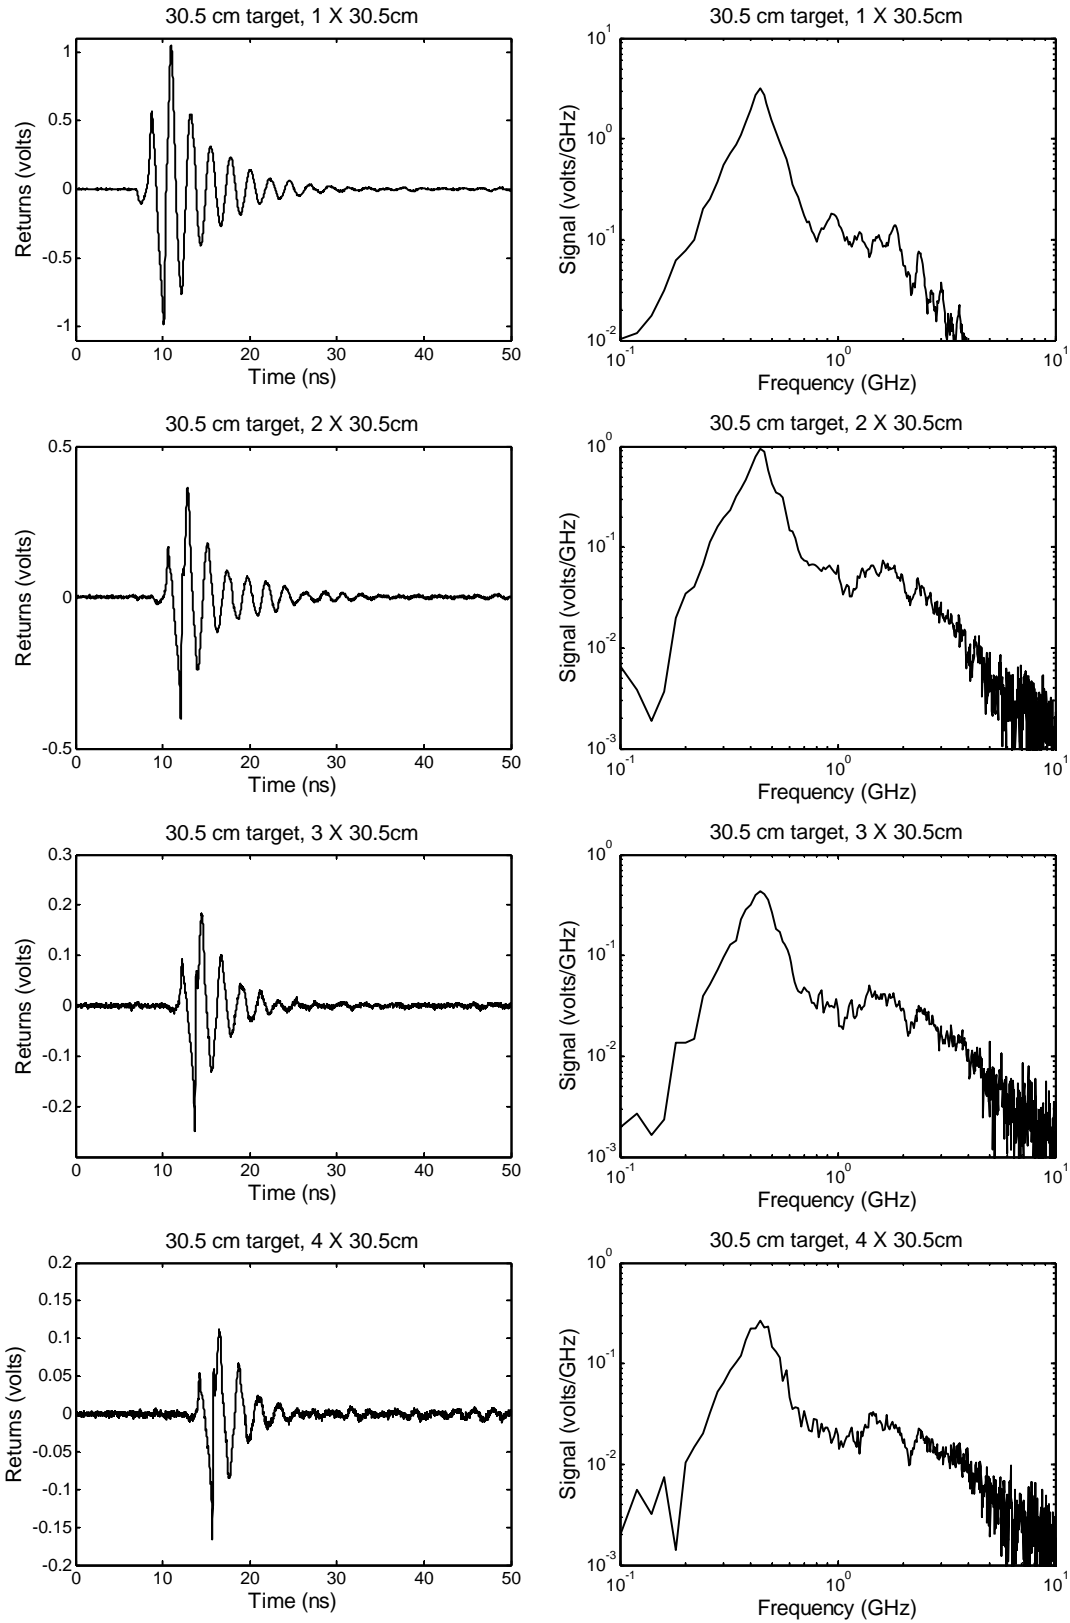 30.5 cm target, 1 X 30.5cm
Returns (volts)
1
0.5
0
-0.5
-1
0 10 20 30 40 50
Time (ns)
30.5 cm target, 1 X 30.5cm
Signal (volts/GHz)
10^1
10^0
10^-1
10^-2
10^-1 10^0 10^1
Frequency (GHz)
30.5 cm target, 2 X 30.5cm
Returns (volts)
0.5
0
-0.5
0 10 20 30 40 50
Time (ns)
30.5 cm target, 2 X 30.5cm
Signal (volts/GHz)
10^0
10^-1
10^-2
10^-3
10^-1 10^0 10^1
Frequency (GHz)
30.5 cm target, 3 X 30.5cm
Returns (volts)
0.3
0.2
0.1
0
-0.1
-0.2
0 10 20 30 40 50
Time (ns)
30.5 cm target, 3 X 30.5cm
Signal (volts/GHz)
10^0
10^-1
10^-2
10^-3
10^-1 10^0 10^1
Frequency (GHz)
30.5 cm target, 4 X 30.5cm
Returns (volts)
0.2
0.15
0.1
0.05
0
-0.05
-0.1
-0.15
-0.2
0 10 20 30 40 50
Time (ns)
30.5 cm target, 4 X 30.5cm
Signal (volts/GHz)
10^0
10^-1
10^-2
10^-3
10^-1 10^0 10^1
Frequency (GHz)